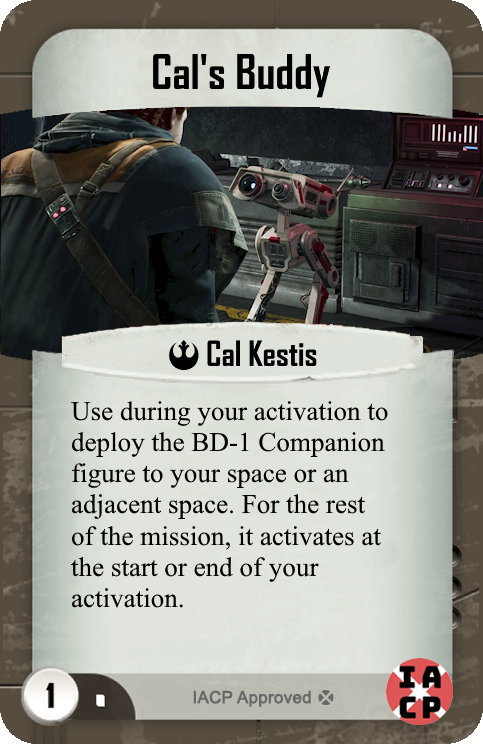 Cal's Buddy
Cal Kestis
Use during your activation to
deploy the BD-1 Companion
figure to your space or an
adjacent space. For the rest
of the mission, it activates at
the start or end of your
activation.
1
IACP Approved
IA
CP